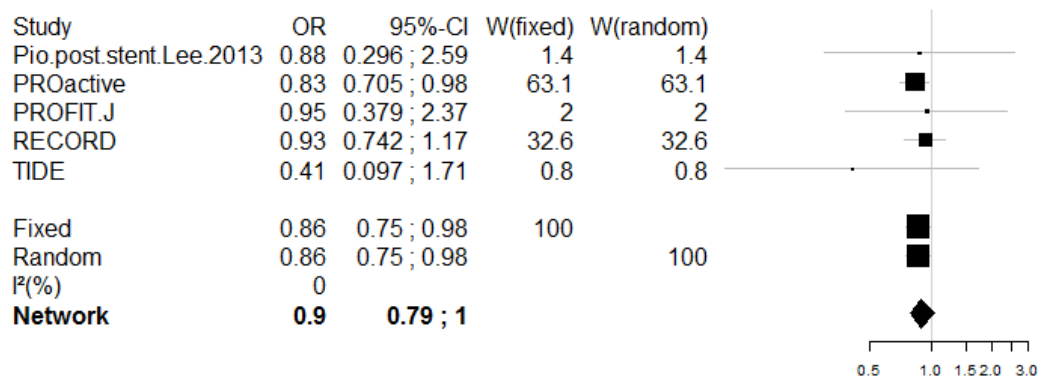 Study OR 95%-CI W(fixed) W(random)
Pio.post.stent.Lee.2013 0.88 0.296 ; 2.59 1.4 1.4
PROactive 0.83 0.705 ; 0.98 63.1 63.1
PROFIT.J 0.95 0.379 ; 2.37 2 2
RECORD 0.93 0.742 ; 1.17 32.6 32.6
TIDE 0.41 0.097 ; 1.71 0.8 0.8
Fixed 0.86 0.75 ; 0.98 100
Random 0.86 0.75 ; 0.98 100
I²(%) 0
Network 0.9 0.79 ; 1
0.5 1.0 1.5 2.0 3.0